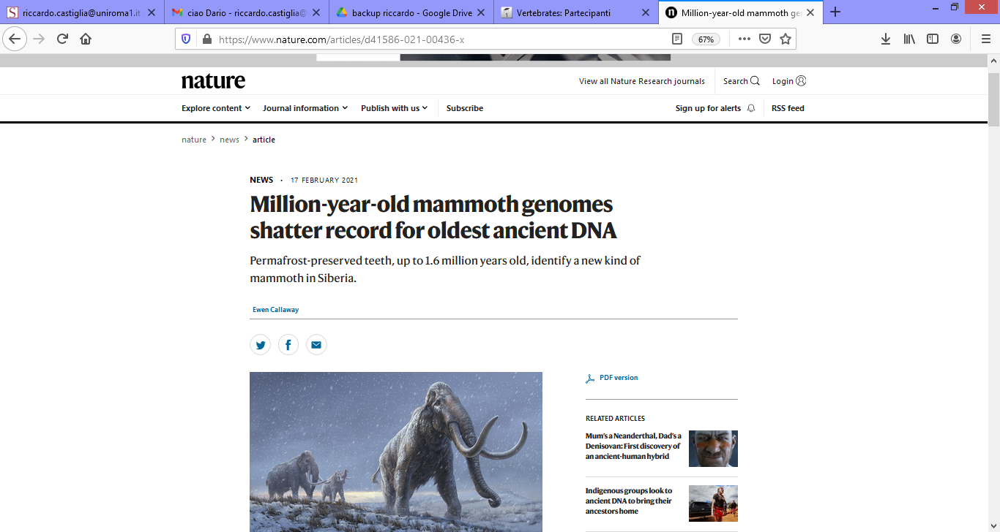 riccardo.castiglia@uniroma1.it
ciao Dario - riccardo.castiglia@
backup riccardo - Google Drive
Vertebrates: Partecipanti
Million-year-old mammoth ge
https://www.nature.com/articles/d41586-021-00436-x
67%
nature
View all Nature Research journals
Search
Login
Explore content
Journal information
Publish with us
Subscribe
Sign up for alerts
RSS feed
nature > news > article
NEWS · 17 FEBRUARY 2021
Million-year-old mammoth genomes
shatter record for oldest ancient DNA
Permafrost-preserved teeth, up to 1.6 million years old, identify a new kind of
mammoth in Siberia.
Ewen Callaway
PDF version
RELATED ARTICLES
Mum's a Neanderthal, Dad's a
Denisovan: First discovery of
an ancient-human hybrid
Indigenous groups look to
ancient DNA to bring their
ancestors home